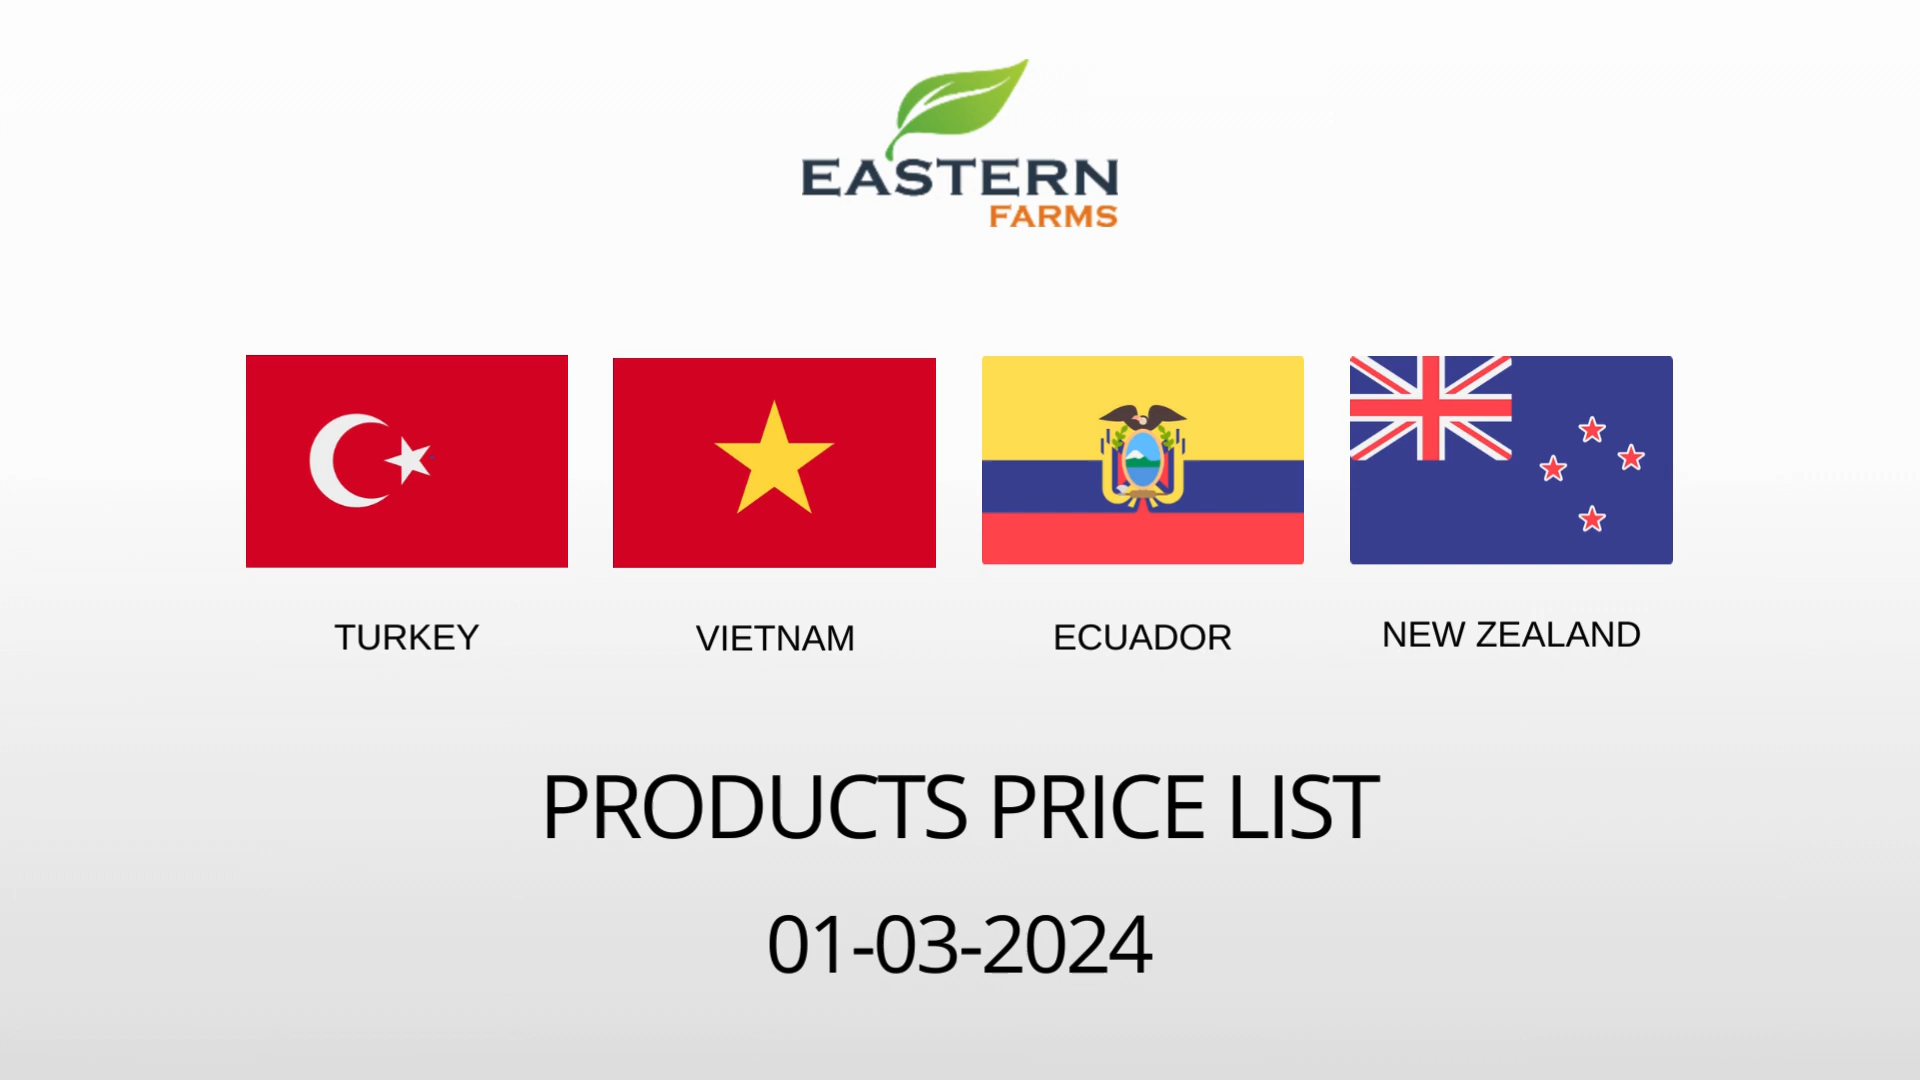 EASTERN
FARMS
TURKEY
VIETNAM
ECUADOR
NEW ZEALAND
PRODUCTS PRICE LIST
01-03-2024